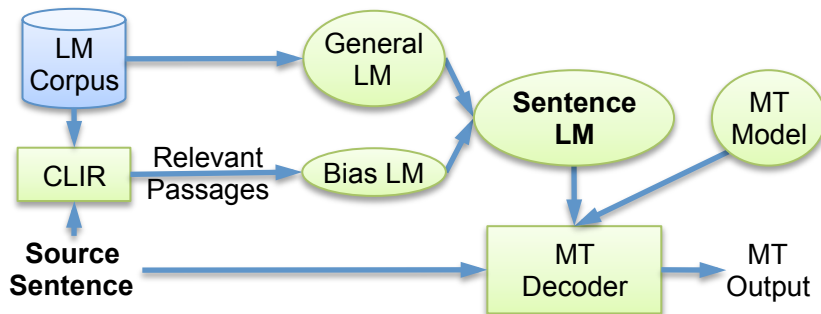 LM
Corpus
General
LM
Sentence
LM
MT
Model
CLIR
Relevant
Passages
Bias LM
Source
Sentence
MT
Decoder
MT
Output